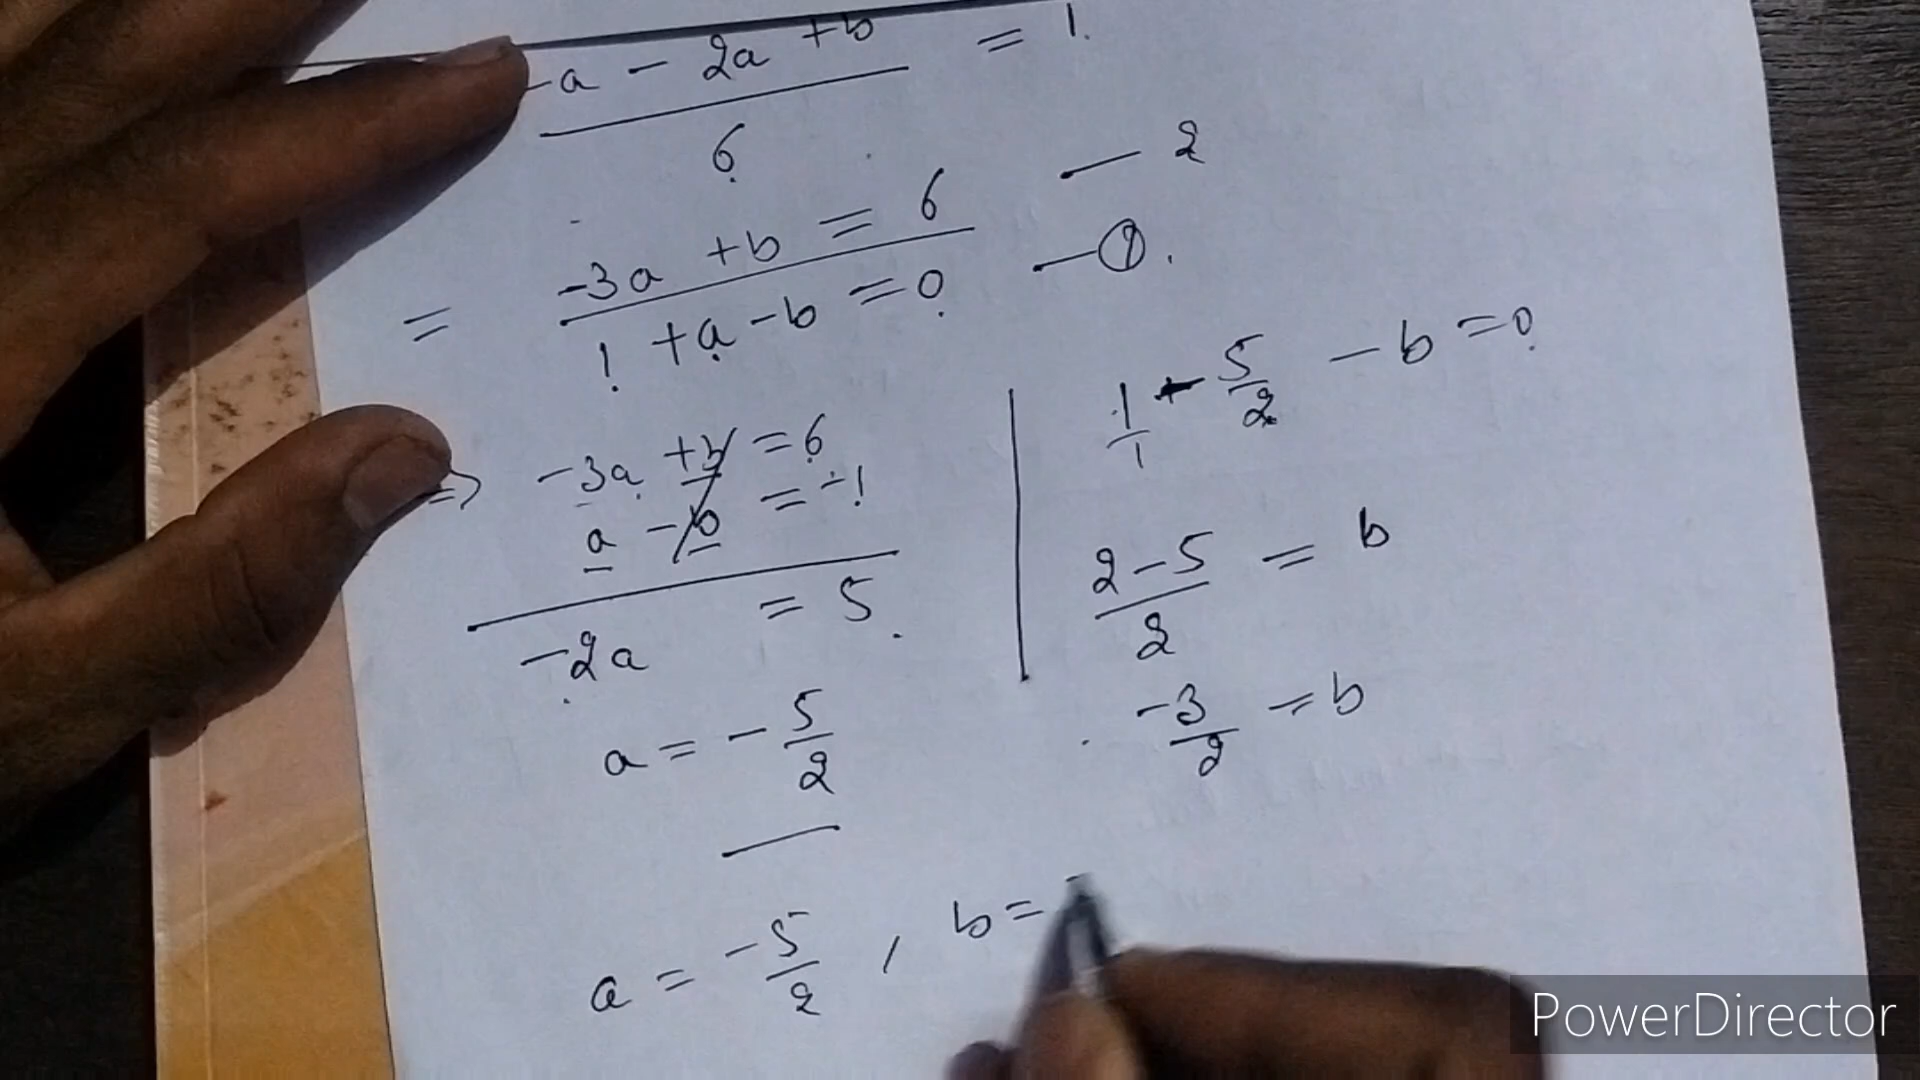 -a - 2a + b / 6 = 1.
-3a + b = 6 — 2
= 1 + a - b = 0 — ①.
⇒ -3a + b = 6
a - b = -1
-2a = 5.
a = -5/2
1/1 - 5/2 - b = 0
2 - 5 / 2 = b
-3/2 = b
a = -5/2 , b =
PowerDirector